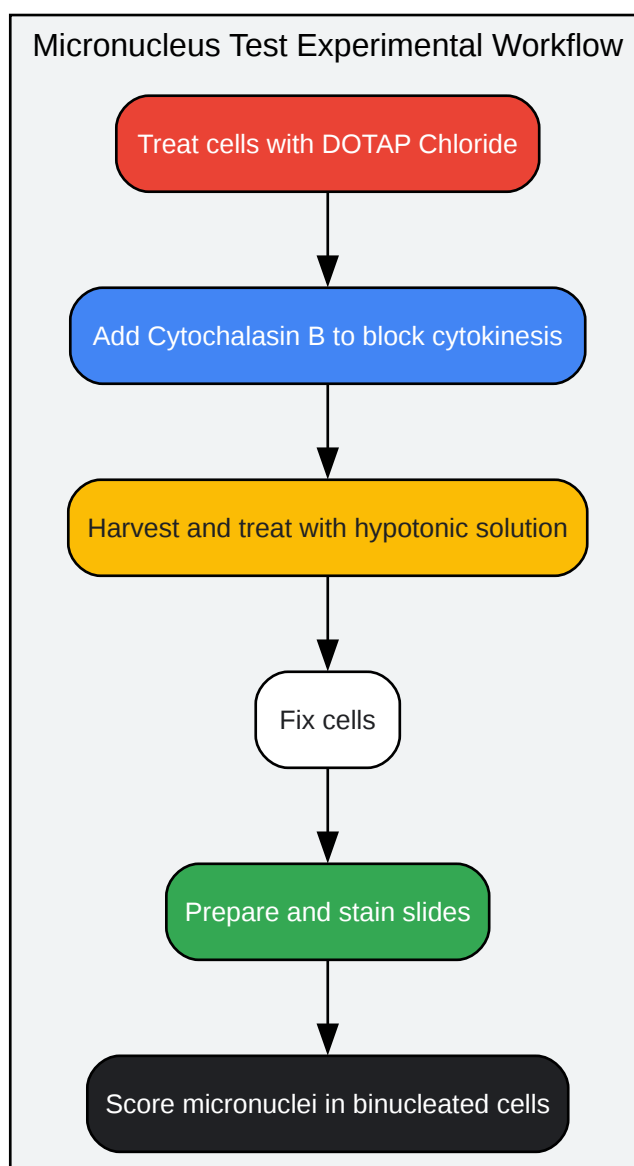 Micronucleus Test Experimental Workflow
Treat cells with DOTAP Chloride
Add Cytochalasin B to block cytokinesis
Harvest and treat with hypotonic solution
Fix cells
Prepare and stain slides
Score micronuclei in binucleated cells